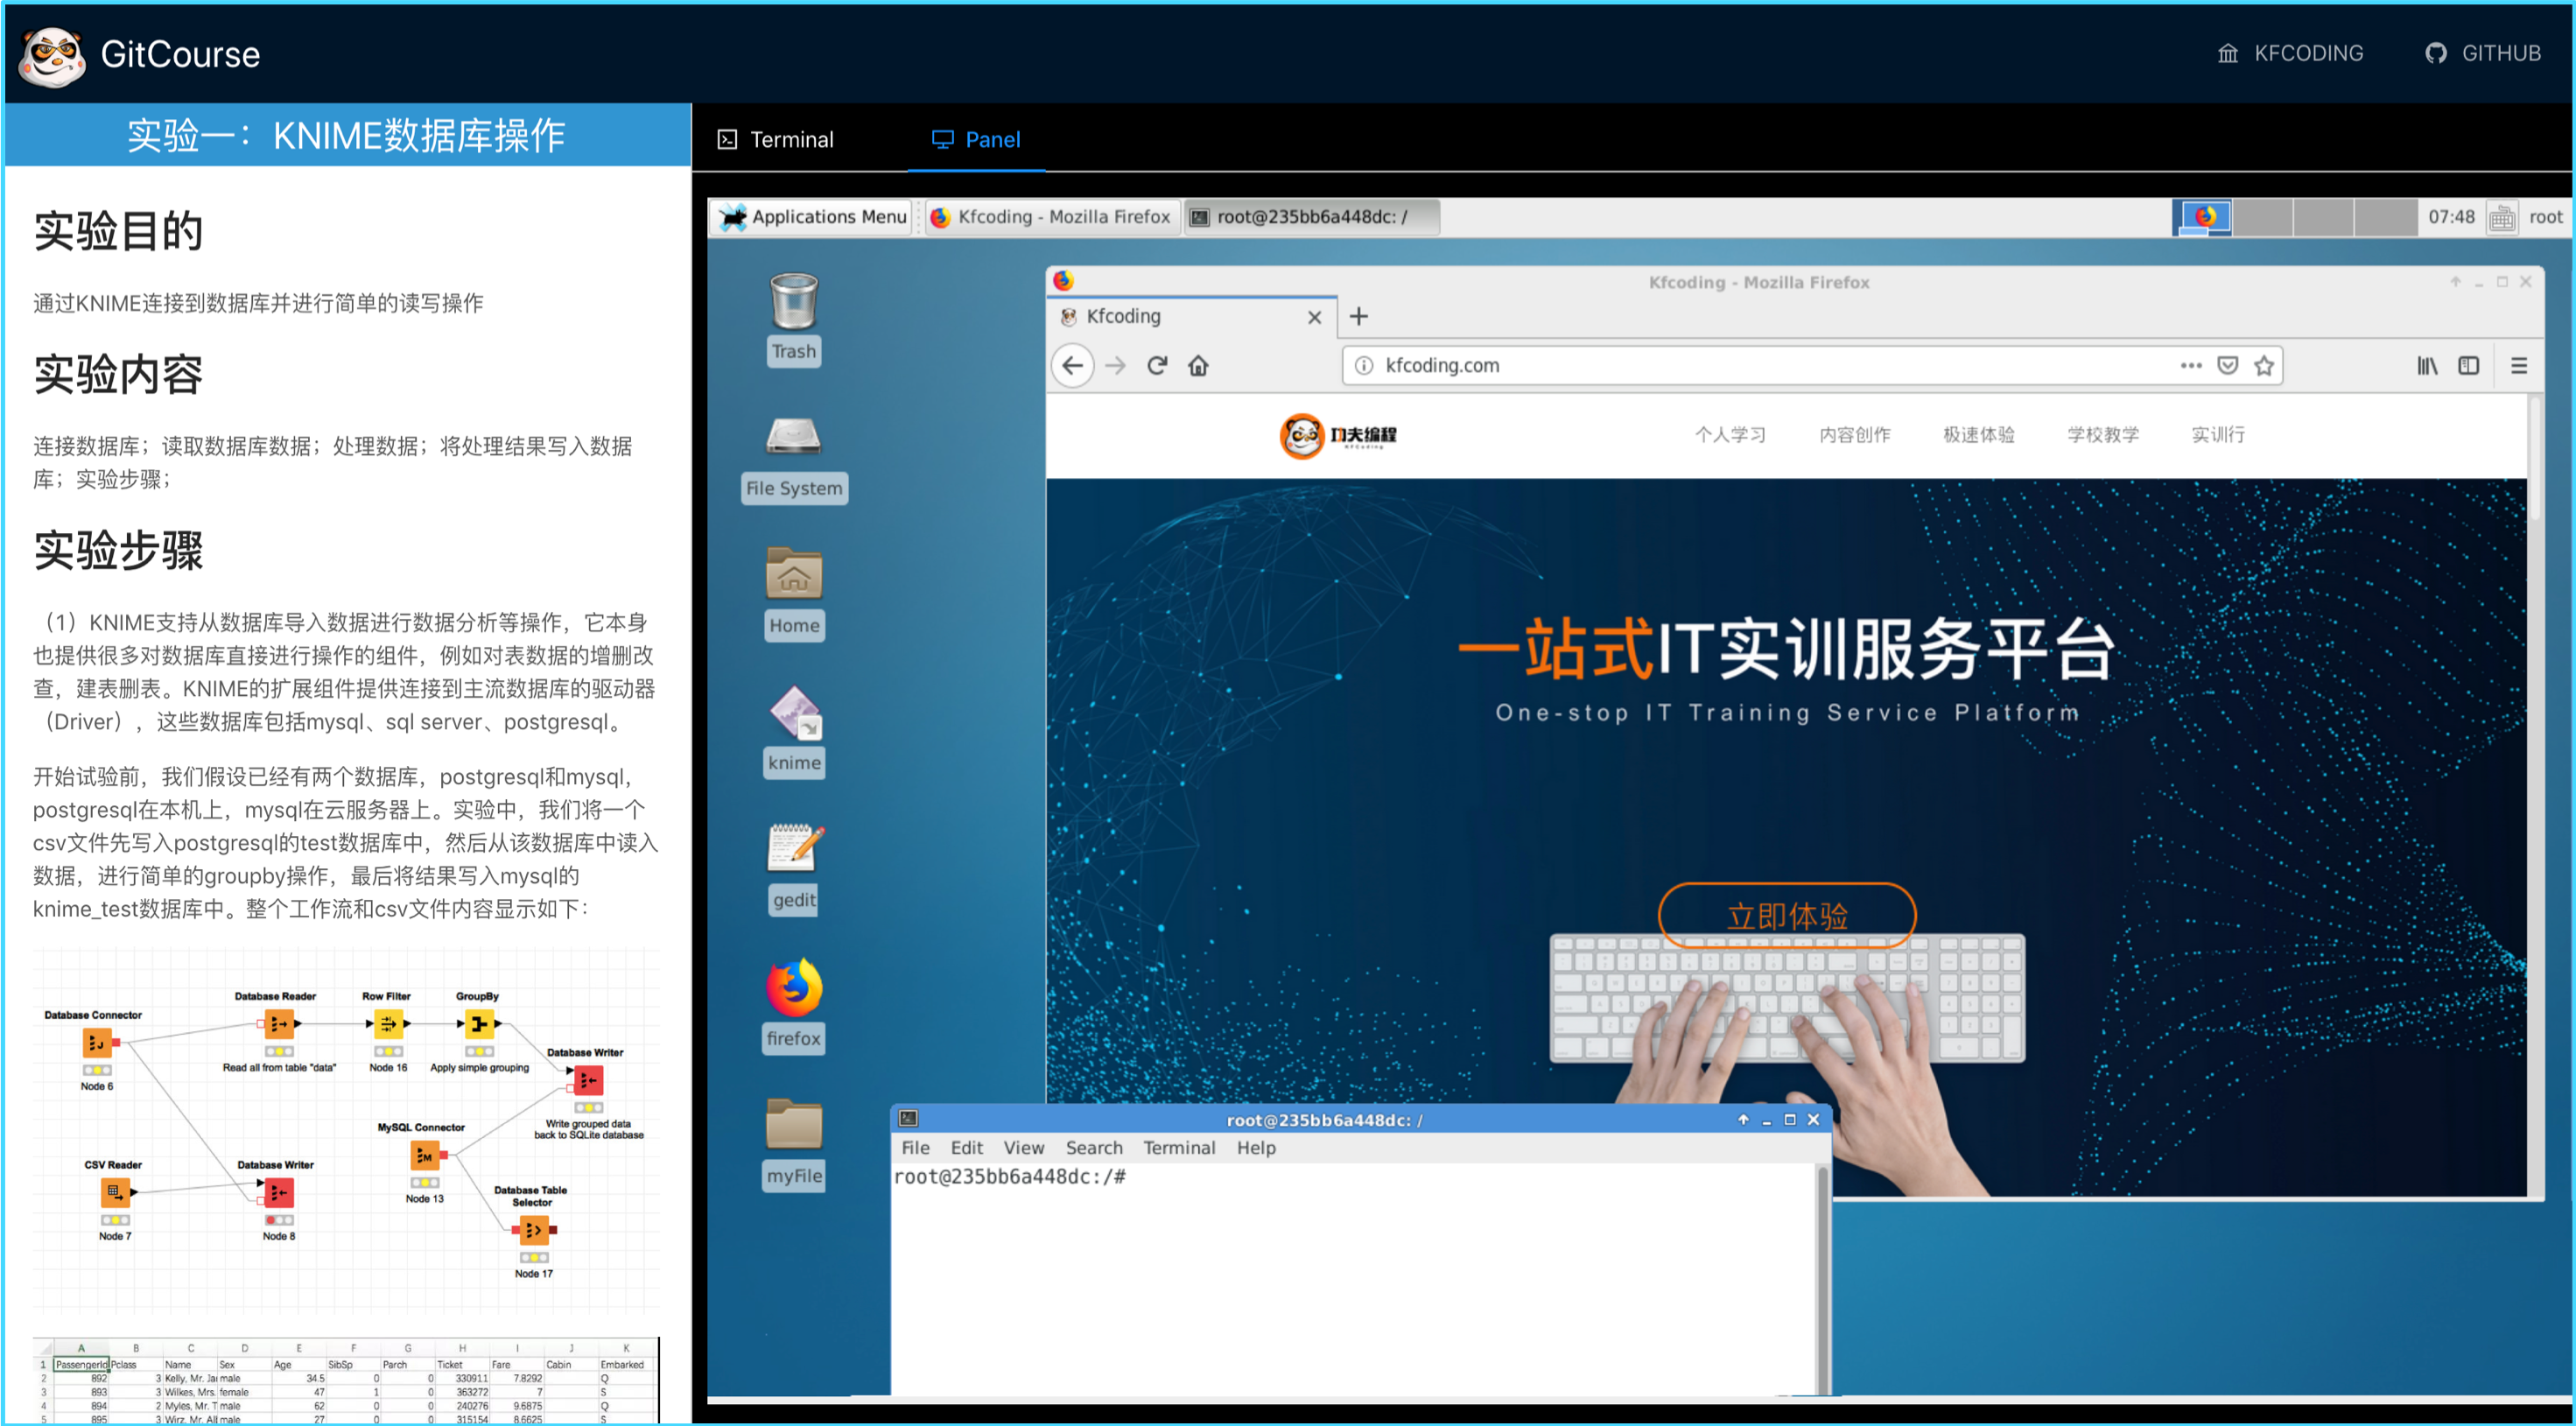 GitCourse
KFCODING
GITHUB
实验一：KNIME数据库操作
实验目的
通过KNIME连接到数据库并进行简单的读写操作
实验内容
连接数据库；读取数据库数据；处理数据；将处理结果写入数据
库；实验步骤；
实验步骤
（1）KNIME支持从数据库导入数据进行数据分析等操作，它本身
也提供很多对数据库直接进行操作的组件，例如对表数据的增删改
查，建表删表。KNIME的扩展组件提供连接到主流数据库的驱动器
（Driver），这些数据库包括mysql、sql server、postgresql。
开始试验前，我们假设已经有两个数据库，postgresql和mysql，
postgresql在本机上，mysql在云服务器上。实验中，我们将一个
csv文件先写入postgresql的test数据库中，然后从该数据库中读入
数据，进行简单的groupby操作，最后将结果写入mysql的
knime_test数据库中。整个工作流和csv文件内容显示如下：
Database Connector
Node 6
Database Reader
Read all from table "data"
Row Filter
Node 16
GroupBy
Apply simple grouping
Database Writer
Write grouped data
back to SQLite database
MySQL Connector
Node 13
CSV Reader
Node 7
Database Writer
Node 8
Database Table
Selector
Node 17
A B C D E F G H I J K
1 PassengerId Pclass Name Sex Age SibSp Parch Ticket Fare Cabin Embarked
2 892 3 Kelly, Mr. Ja male 34.5 0 0 330911 7.8292 Q
3 893 3 Wilkes, Mrs. female 47 1 0 363272 7 S
4 894 2 Myles, Mr. T male 62 0 0 240276 9.6875 Q
5 895 3 Wirz, Mr. Al male 27 0 0 315154 8.6625 S
Terminal
Panel
Applications Menu
Kfcoding - Mozilla Firefox
root@235bb6a448dc: /
07:48
root
Trash
File System
Home
knime
gedit
firefox
myFile
Kfcoding - Mozilla Firefox
Kfcoding
kfcoding.com
功夫编程
KFCoding
个人学习
内容创作
极速体验
学校教学
实训行
一站式IT实训服务平台
One-stop IT Training Service Platform
立即体验
root@235bb6a448dc: /
File Edit View Search Terminal Help
root@235bb6a448dc:/#